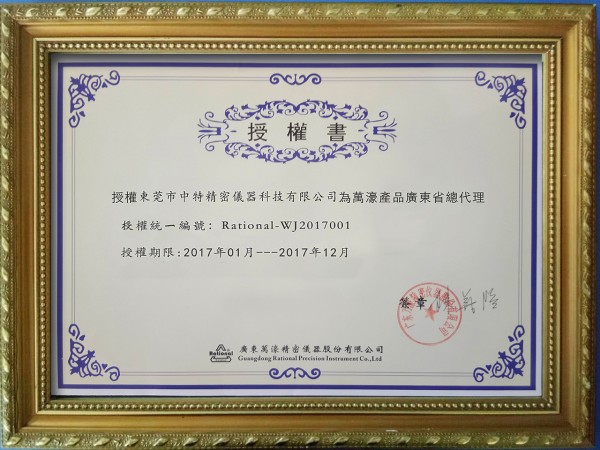 授權書
授權東莞市中特精密儀器科技有限公司為萬濠產品廣東省總代理
授權統一編號: Rational-WJ2017001
授權期限:2017年01月---2017年12月
簽章
Rational
廣東萬濠精密儀器股份有限公司
Guangdong Rational Precision Instrument Co.,Ltd